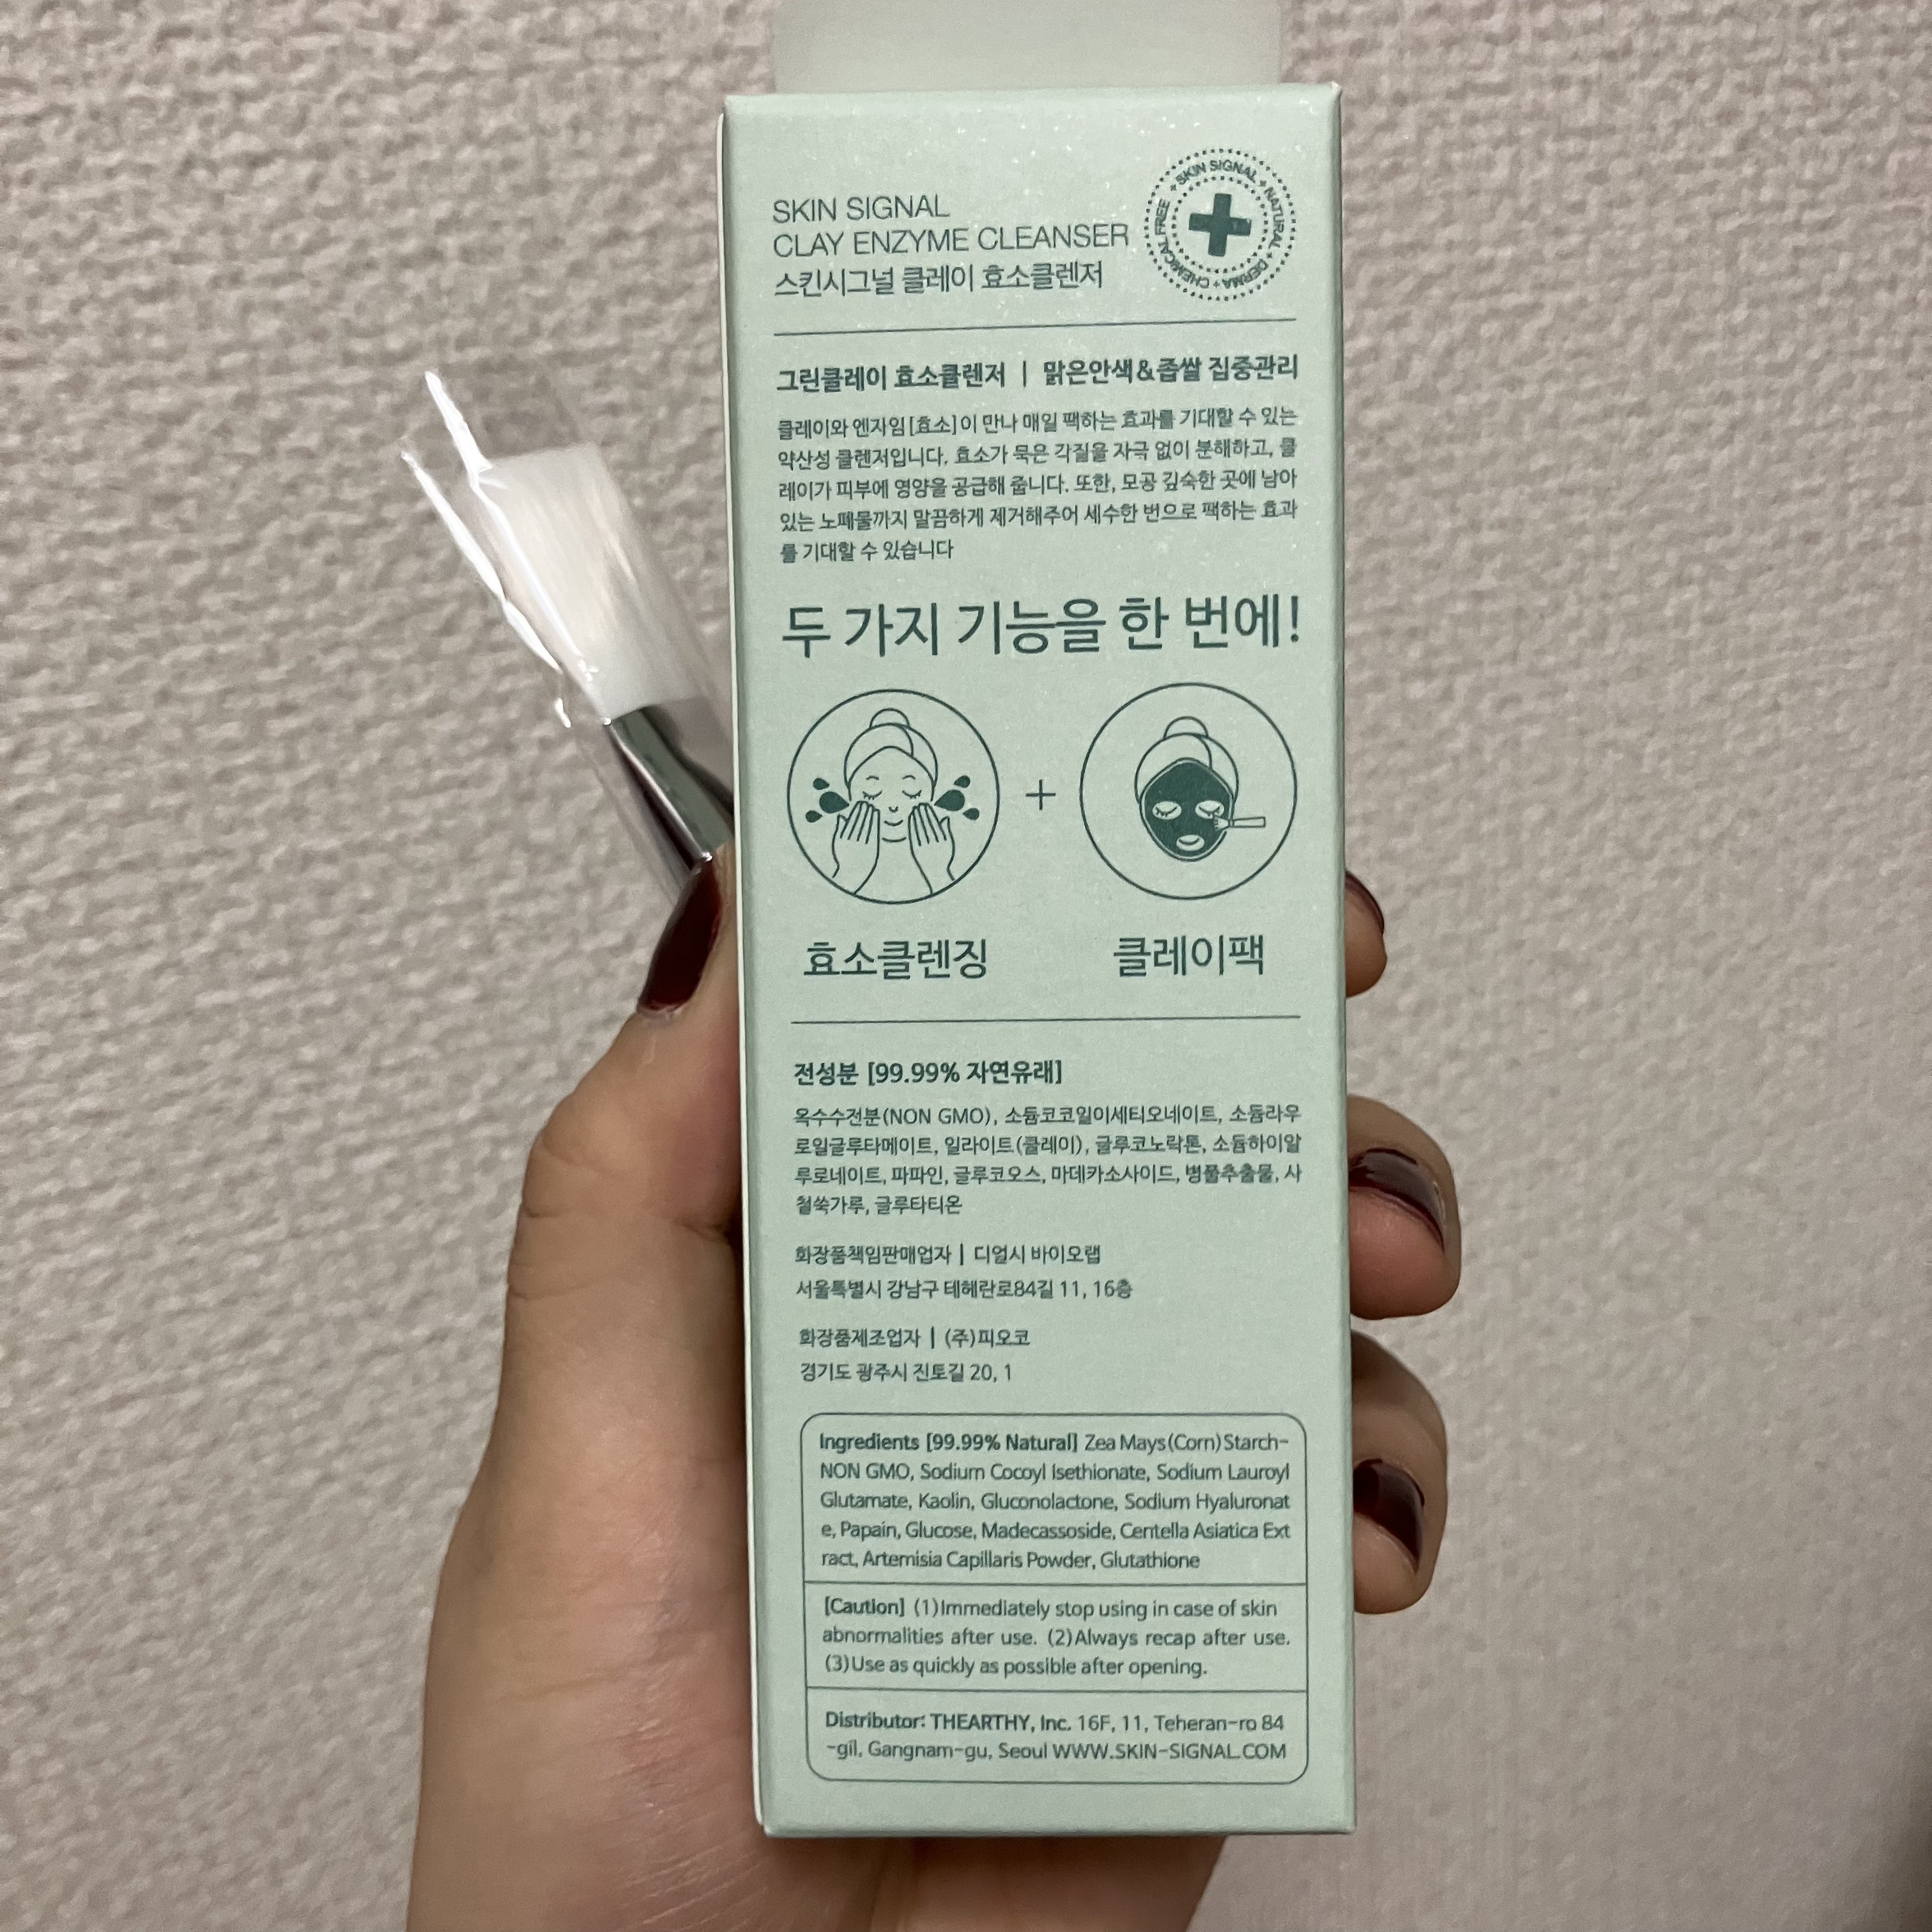 SKIN SIGNAL
CLAY ENZYME CLEANSER
스킨시그널 클레이 효소클렌저
+ SKIN SIGNAL + NATURAL + DERMA + CHEMICAL FREE
그린클레이 효소클렌저 | 맑은안색&좁쌀 집중관리
클레이와 엔자임[효소]이 만나 매일 팩하는 효과를 기대할 수 있는
약산성 클렌저입니다. 효소가 묵은 각질을 자극 없이 분해하고, 클
레이가 피부에 영양을 공급해 줍니다. 또한, 모공 깊숙한 곳에 남아
있는 노폐물까지 말끔하게 제거해주어 세수한 번으로 팩하는 효과
를 기대할 수 있습니다
두 가지 기능을 한 번에!
+
효소클렌징 클레이팩
전성분 [99.99% 자연유래]
옥수수전분(NON GMO), 소듐코코일이세티오네이트, 소듐라우
로일글루타메이트, 일라이트(클레이), 글루코노락톤, 소듐하이알
루로네이트, 파파인, 글루코오스, 마데카소사이드, 병풀추출물, 사
철쑥가루, 글루타티온
화장품책임판매업자 | 디얼시 바이오랩
서울특별시 강남구 테헤란로84길 11, 16층
화장품제조업자 | (주)피오코
경기도 광주시 진토길 20, 1
Ingredients [99.99% Natural] Zea Mays(Corn)Starch-
NON GMO, Sodium Cocoyl Isethionate, Sodium Lauroyl
Glutamate, Kaolin, Gluconolactone, Sodium Hyaluronat
e, Papain, Glucose, Madecassoside, Centella Asiatica Ext
ract, Artemisia Capillaris Powder, Glutathione
[Caution] (1)Immediately stop using in case of skin
abnormalities after use. (2)Always recap after use.
(3)Use as quickly as possible after opening.
Distributor: THEARTHY, Inc. 16F, 11, Teheran-ro 84
-gil, Gangnam-gu, Seoul WWW.SKIN-SIGNAL.COM